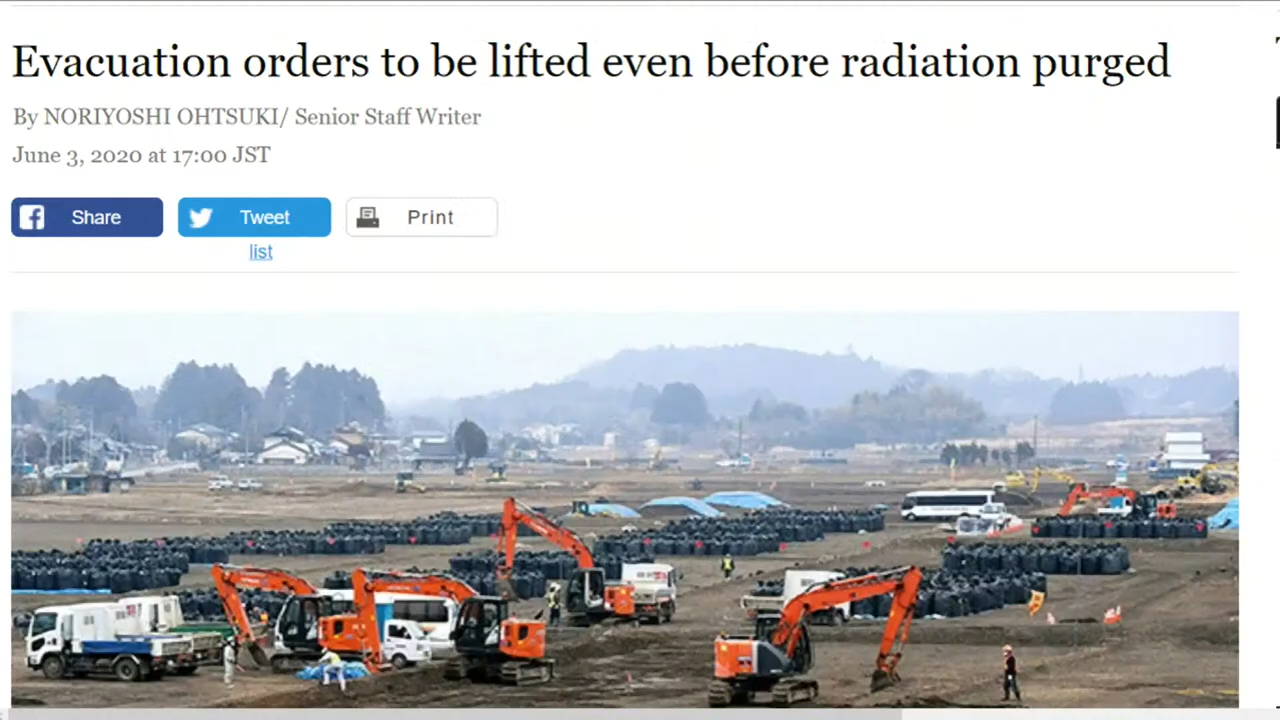 Evacuation orders to be lifted even before radiation purged
By NORIYOSHI OHTSUKI/ Senior Staff Writer
June 3, 2020 at 17:00 JST
Share
Tweet
Print
list